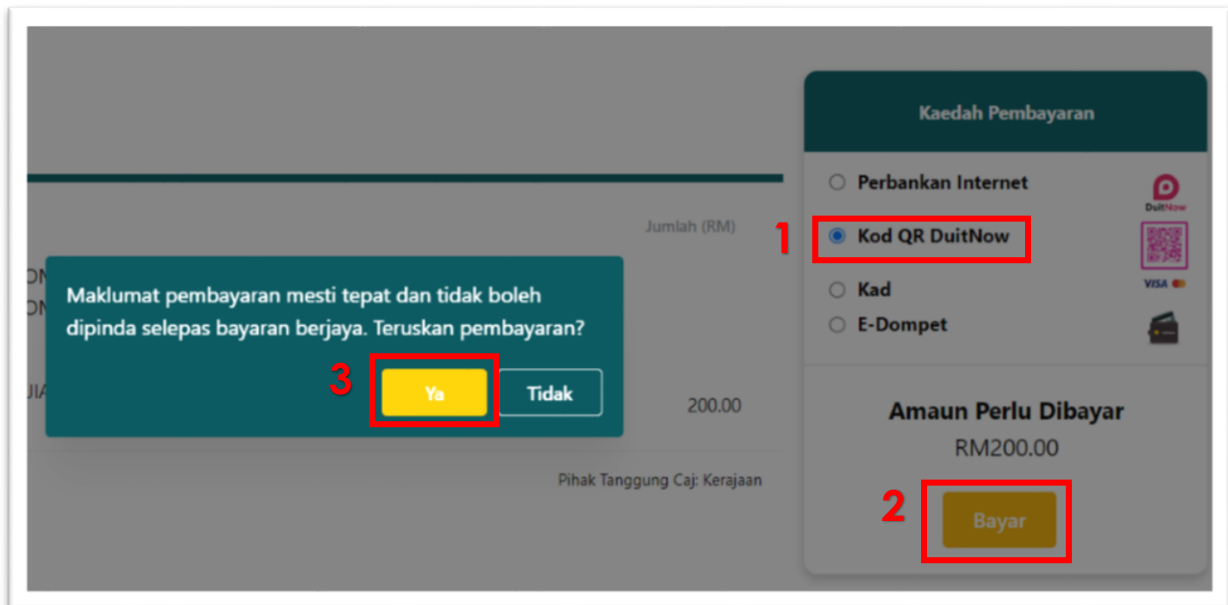 Kaedah Pembayaran
Perbankan Internet
DuitNow
Jumlah (RM)
1
Kod QR DuitNow
Kad
VISA
E-Dompet
Maklumat pembayaran mesti tepat dan tidak boleh
dipinda selepas bayaran berjaya. Teruskan pembayaran?
3
Ya
Tidak
200.00
Amaun Perlu Dibayar
RM200.00
Pihak Tanggung Caj: Kerajaan
2
Bayar